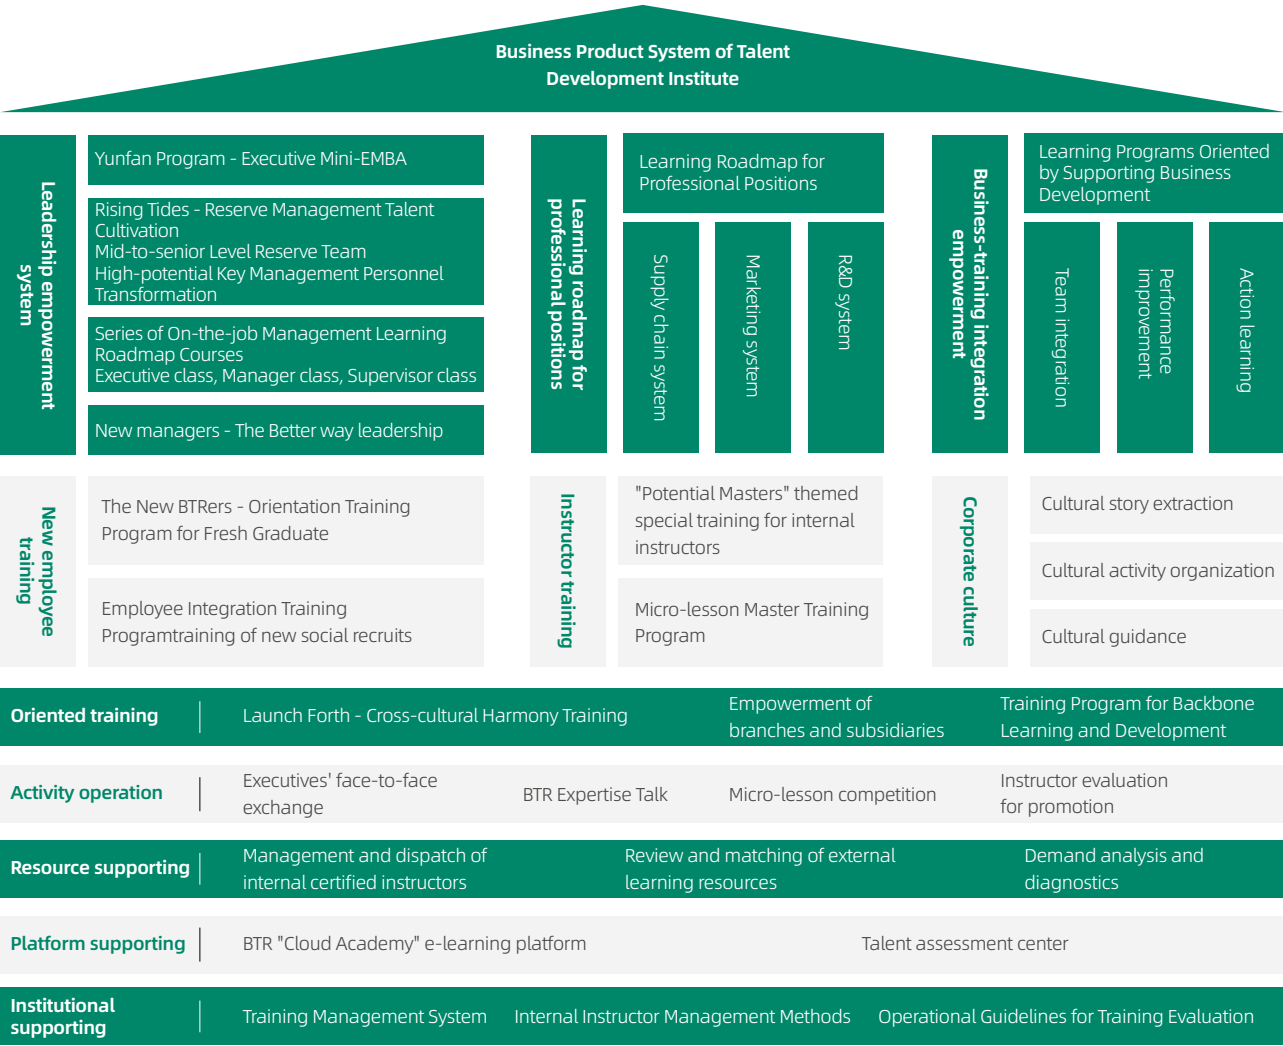 Business Product System of Talent
Development Institute
Leadership empowerment
system
Yunfan Program - Executive Mini-EMBA
Rising Tides - Reserve Management Talent
Cultivation
Mid-to-senior Level Reserve Team
High-potential Key Management Personnel
Transformation
Series of On-the-job Management Learning
Roadmap Courses
Executive class, Manager class, Supervisor class
New managers - The Better way leadership
Learning roadmap for
professional positions
Learning Roadmap for
Professional Positions
Supply chain system
Marketing system
R&D system
Business-training integration
empowerment
Learning Programs Oriented
by Supporting Business
Development
Team integration
Performance
improvement
Action learning
New employee
training
The New BTRers - Orientation Training
Program for Fresh Graduate
Employee Integration Training
Programtraining of new social recruits
Instructor training
"Potential Masters" themed
special training for internal
instructors
Micro-lesson Master Training
Program
Corporate culture
Cultural story extraction
Cultural activity organization
Cultural guidance
Oriented training
Launch Forth - Cross-cultural Harmony Training
Empowerment of
branches and subsidiaries
Training Program for Backbone
Learning and Development
Activity operation
Executives' face-to-face
exchange
BTR Expertise Talk
Micro-lesson competition
Instructor evaluation
for promotion
Resource supporting
Management and dispatch of
internal certified instructors
Review and matching of external
learning resources
Demand analysis and
diagnostics
Platform supporting
BTR "Cloud Academy" e-learning platform
Talent assessment center
Institutional
supporting
Training Management System
Internal Instructor Management Methods
Operational Guidelines for Training Evaluation